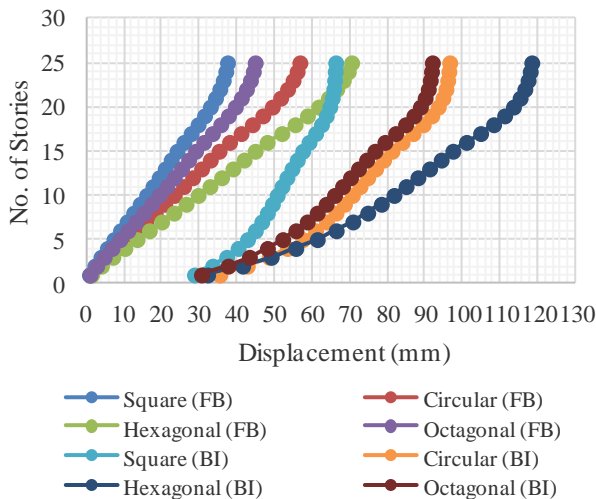 30
25
20
15
10
5
0
No. of Stories
0 10 20 30 40 50 60 70 80 90 100 110 120 130
Displacement (mm)
Square (FB) Circular (FB)
Hexagonal (FB) Octagonal (FB)
Square (BI) Circular (BI)
Hexagonal (BI) Octagonal (BI)